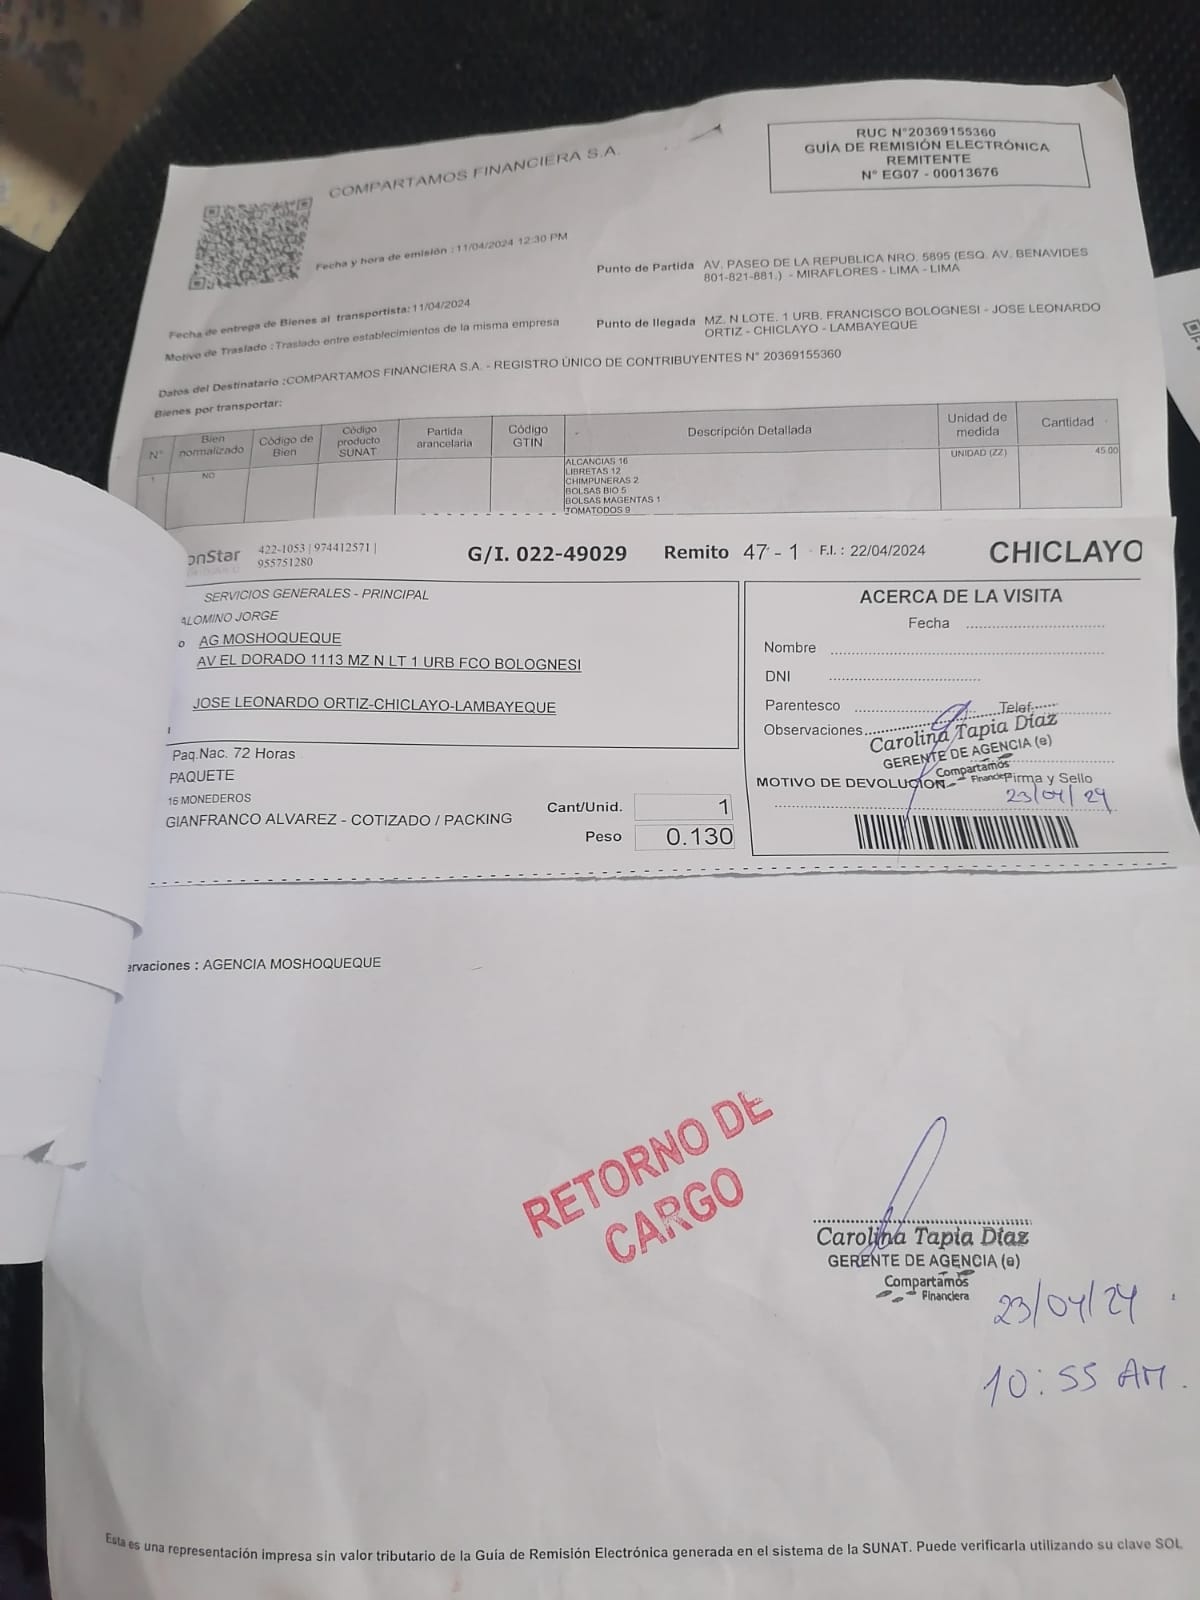 COMPARTAMOS FINANCIERA S.A.
RUC N°20369155360
GUÍA DE REMISIÓN ELECTRÓNICA
REMITENTE
N° EG07 - 00013676
Fecha y hora de emisión : 11/04/2024 12:30 PM
Punto de Partida AV. PASEO DE LA REPUBLICA NRO. 5895 (ESQ. AV. BENAVIDES
801-821-881.) - MIRAFLORES - LIMA - LIMA
Fecha de entrega de Bienes al transportista: 11/04/2024
Motivo de Traslado : Traslado entre establecimientos de la misma empresa
Punto de llegada MZ. N LOTE. 1 URB. FRANCISCO BOLOGNESI - JOSE LEONARDO
ORTIZ - CHICLAYO - LAMBAYEQUE
Datos del Destinatario :COMPARTAMOS FINANCIERA S.A. - REGISTRO ÚNICO DE CONTRIBUYENTES N° 20369155360
Bienes por transportar:
N° Bien normalizado Código de Bien Código producto SUNAT Partida arancelaria Código GTIN Descripción Detallada Unidad de medida Cantidad
1 NO ALCANCIAS 16 UNIDAD (ZZ) 45.00
LIBRETAS 12
CHIMPUNERAS 2
BOLSAS BIO 5
BOLSAS MAGENTAS 1
TOMATODOS 9
onStar 422-1053 | 974412571 |
955751280
G/I. 022-49029 Remito 47 - 1 F.I. : 22/04/2024 CHICLAYO
SERVICIOS GENERALES - PRINCIPAL
ALOMINO JORGE
o AG MOSHOQUEQUE
AV EL DORADO 1113 MZ N LT 1 URB FCO BOLOGNESI
JOSE LEONARDO ORTIZ-CHICLAYO-LAMBAYEQUE
Paq.Nac. 72 Horas
PAQUETE
16 MONEDEROS
GIANFRANCO ALVAREZ - COTIZADO / PACKING
Cant/Unid. 1
Peso 0.130
ACERCA DE LA VISITA
Fecha
Nombre
DNI
Parentesco Telef.
Observaciones
Carolina Tapia Díaz
GERENTE DE AGENCIA (e)
Compartamos
Financiera
MOTIVO DE DEVOLUCION Firma y Sello
23/04/24
ervaciones : AGENCIA MOSHOQUEQUE
RETORNO DE
CARGO
Carolina Tapia Díaz
GERENTE DE AGENCIA (e)
Compartamos
Financiera
23/04/24
10:55 AM.
Esta es una representación impresa sin valor tributario de la Guía de Remisión Electrónica generada en el sistema de la SUNAT. Puede verificarla utilizando su clave SOL